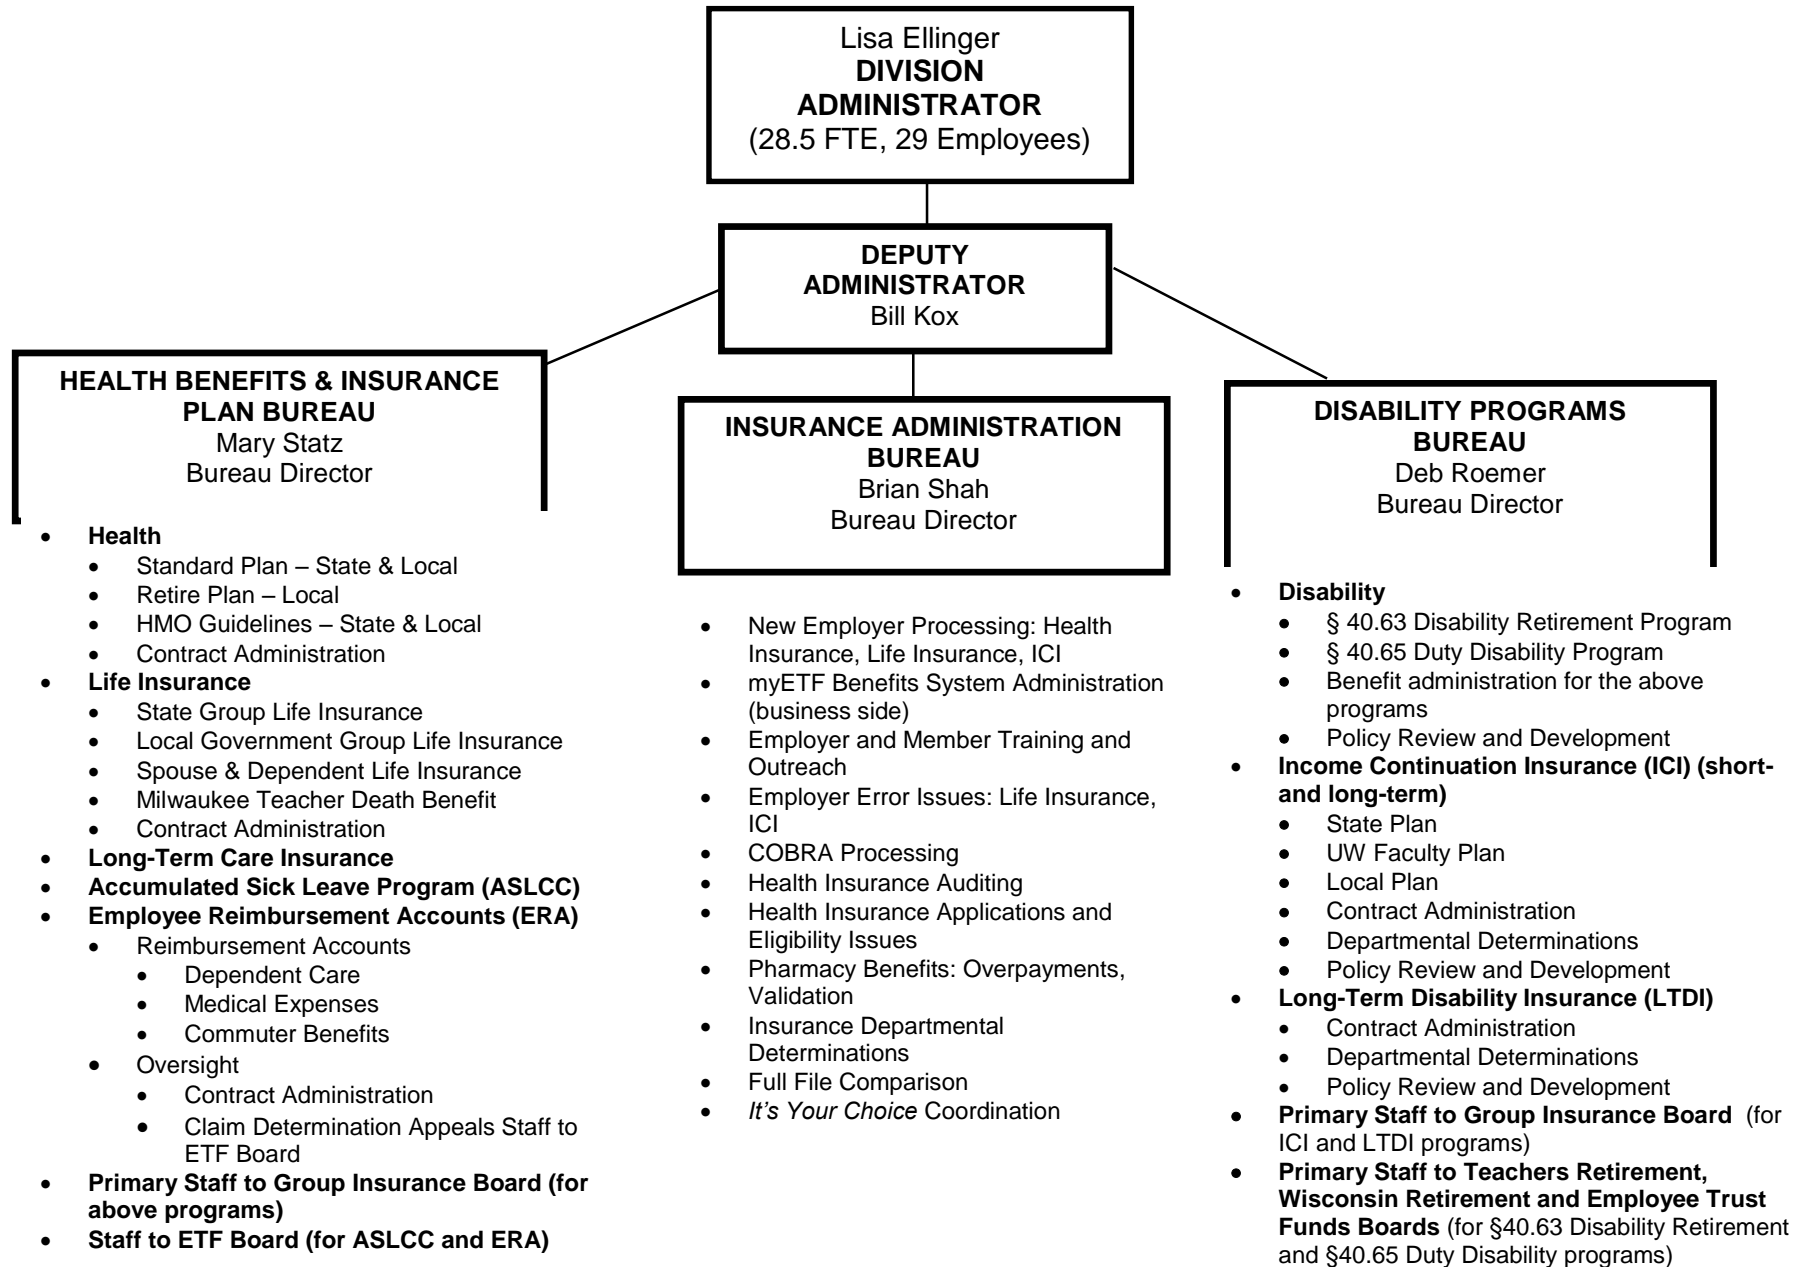 Lisa Ellinger
DIVISION
ADMINISTRATOR
(28.5 FTE, 29 Employees)
DEPUTY
ADMINISTRATOR
Bill Kox
HEALTH BENEFITS & INSURANCE
PLAN BUREAU
Mary Statz
Bureau Director
• Health
• Standard Plan – State & Local
• Retire Plan – Local
• HMO Guidelines – State & Local
• Contract Administration
• Life Insurance
• State Group Life Insurance
• Local Government Group Life Insurance
• Spouse & Dependent Life Insurance
• Milwaukee Teacher Death Benefit
• Contract Administration
• Long-Term Care Insurance
• Accumulated Sick Leave Program (ASLCC)
• Employee Reimbursement Accounts (ERA)
• Reimbursement Accounts
• Dependent Care
• Medical Expenses
• Commuter Benefits
• Oversight
• Contract Administration
• Claim Determination Appeals Staff to
ETF Board
• Primary Staff to Group Insurance Board (for
above programs)
• Staff to ETF Board (for ASLCC and ERA)
INSURANCE ADMINISTRATION
BUREAU
Brian Shah
Bureau Director
• New Employer Processing: Health
Insurance, Life Insurance, ICI
• myETF Benefits System Administration
(business side)
• Employer and Member Training and
Outreach
• Employer Error Issues: Life Insurance,
ICI
• COBRA Processing
• Health Insurance Auditing
• Health Insurance Applications and
Eligibility Issues
• Pharmacy Benefits: Overpayments,
Validation
• Insurance Departmental
Determinations
• Full File Comparison
• It's Your Choice Coordination
DISABILITY PROGRAMS
BUREAU
Deb Roemer
Bureau Director
• Disability
• § 40.63 Disability Retirement Program
• § 40.65 Duty Disability Program
• Benefit administration for the above
programs
• Policy Review and Development
• Income Continuation Insurance (ICI) (short-
and long-term)
• State Plan
• UW Faculty Plan
• Local Plan
• Contract Administration
• Departmental Determinations
• Policy Review and Development
• Long-Term Disability Insurance (LTDI)
• Contract Administration
• Departmental Determinations
• Policy Review and Development
• Primary Staff to Group Insurance Board (for
ICI and LTDI programs)
• Primary Staff to Teachers Retirement,
Wisconsin Retirement and Employee Trust
Funds Boards (for §40.63 Disability Retirement
and §40.65 Duty Disability programs)